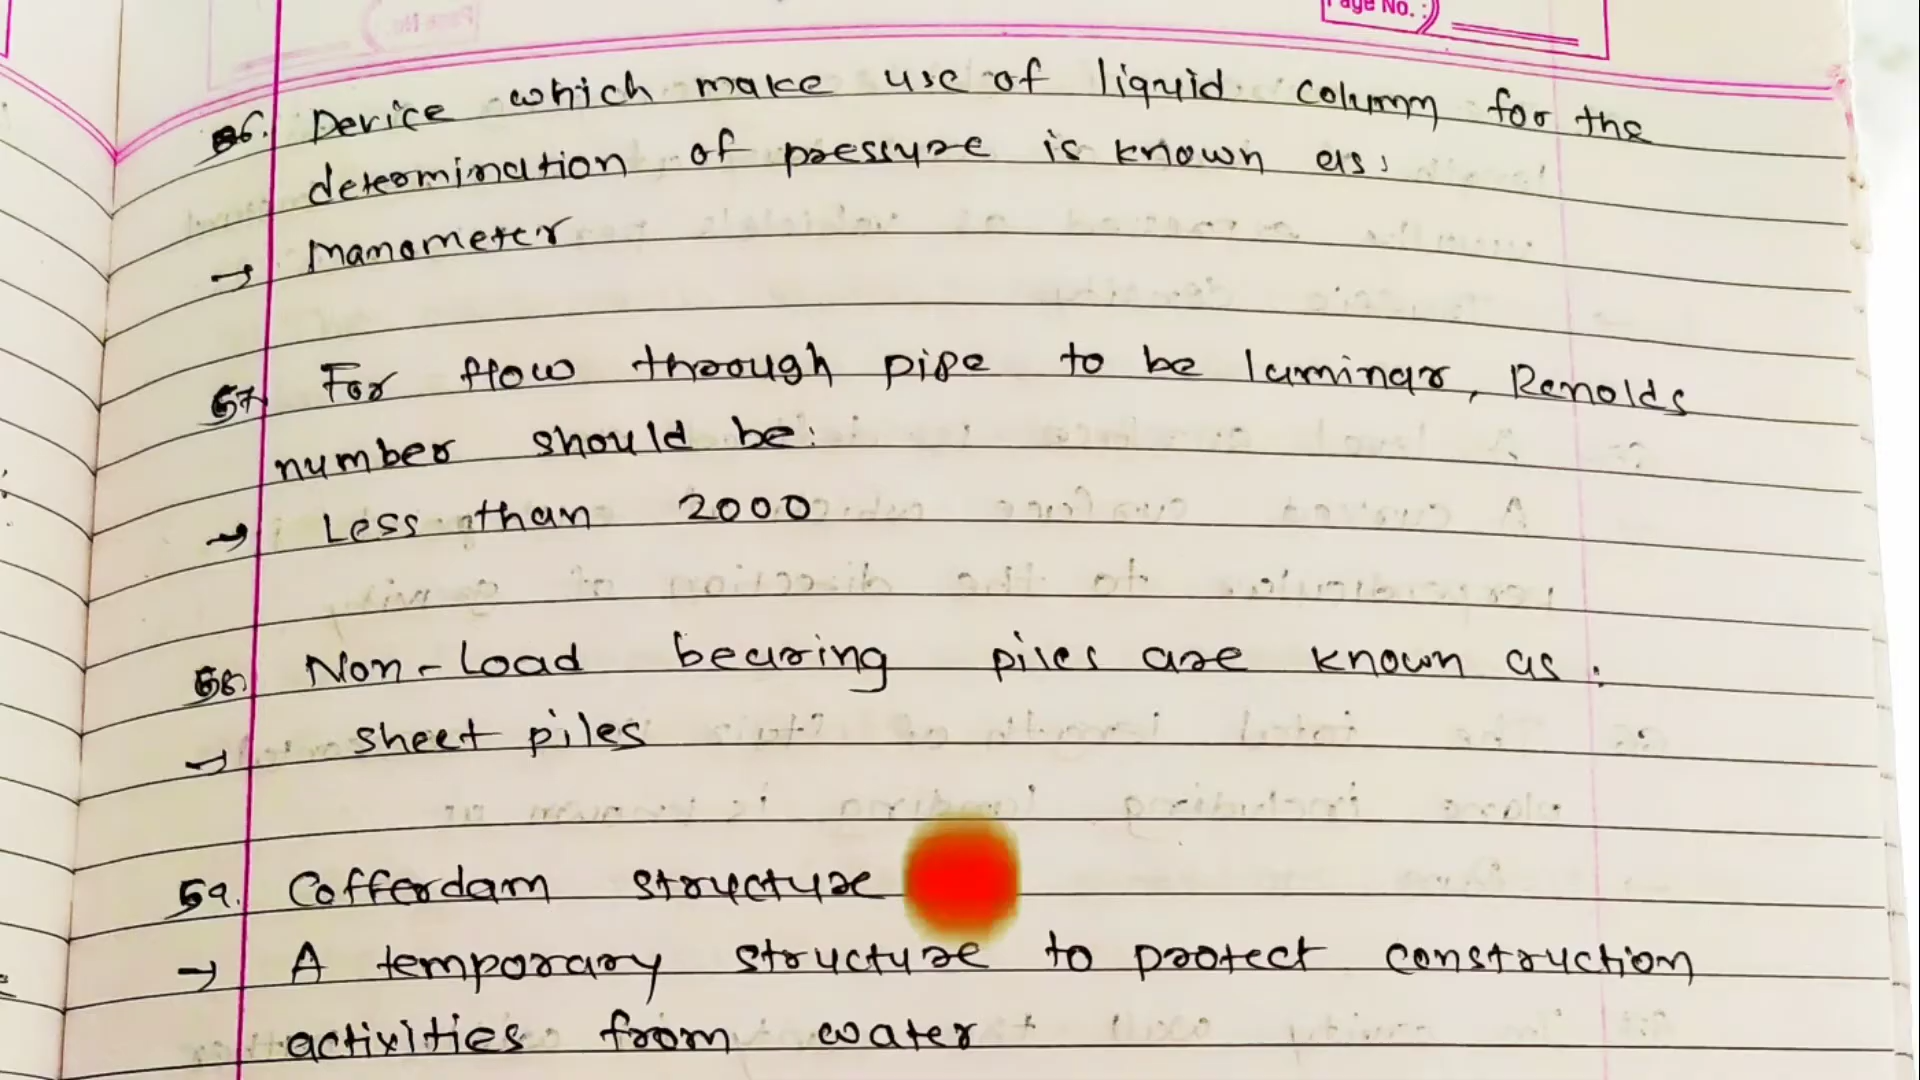 Page No. :
56. Device which make use of liquid column for the
determination of pressure is known as:
→ Manometer
57. For flow through pipe to be laminar, Renolds
number should be:
→ Less than 2000
58. Non-Load bearing piles are known as:
→ sheet piles
59. Cofferdam structure
→ A temporary structure to protect construction
activities from water